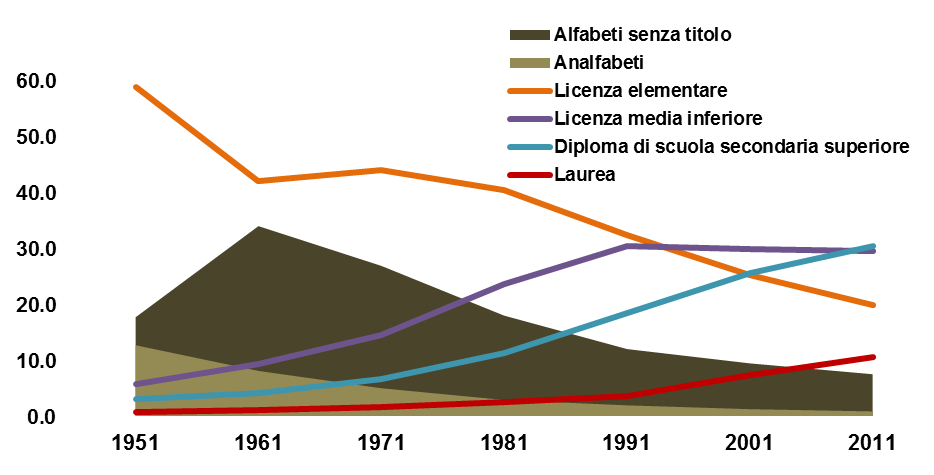 Alfabeti senza titolo
Analfabeti
Licenza elementare
Licenza media inferiore
Diploma di scuola secondaria superiore
Laurea
60.0
50.0
40.0
30.0
20.0
10.0
0.0
1951 1961 1971 1981 1991 2001 2011